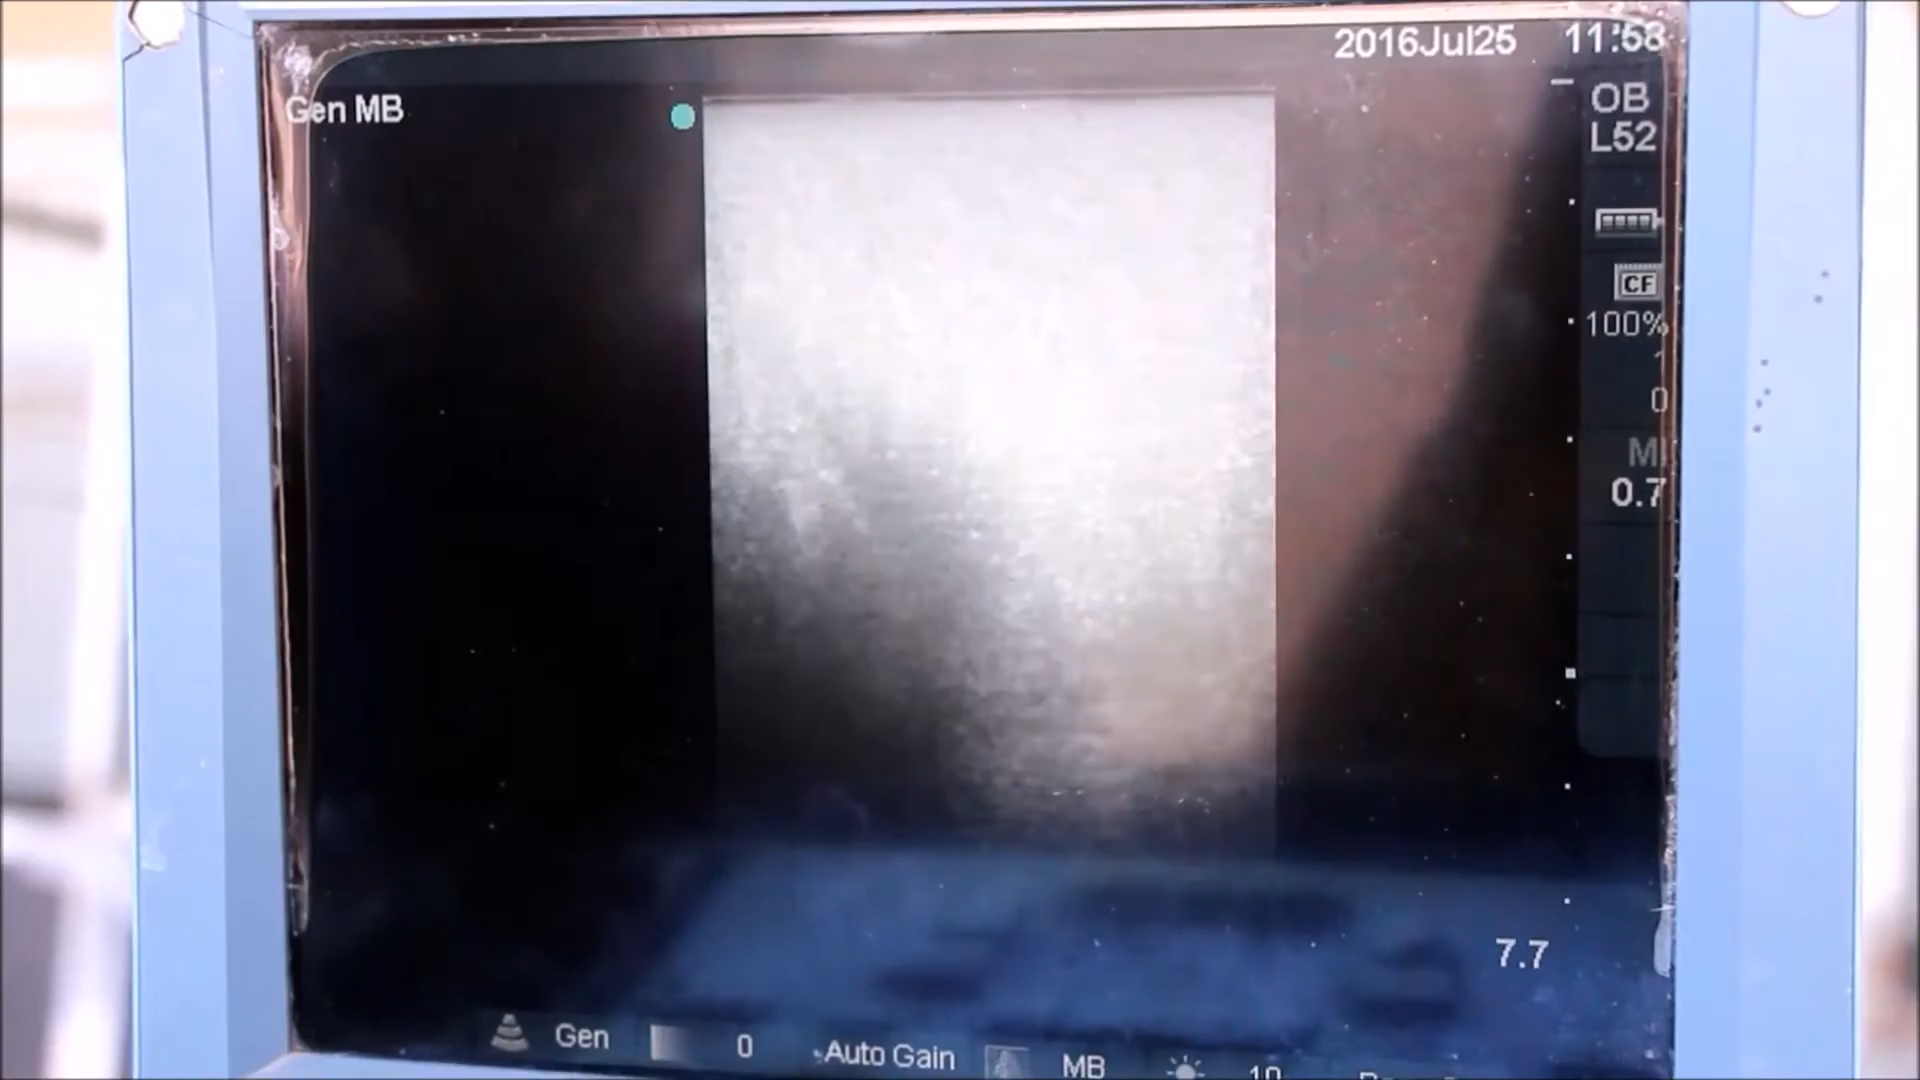 2016Jul25 11:58
Gen MB
OB
L52
CF
100%
0
MI
0.7
7.7
Gen 0 Auto Gain MB 10